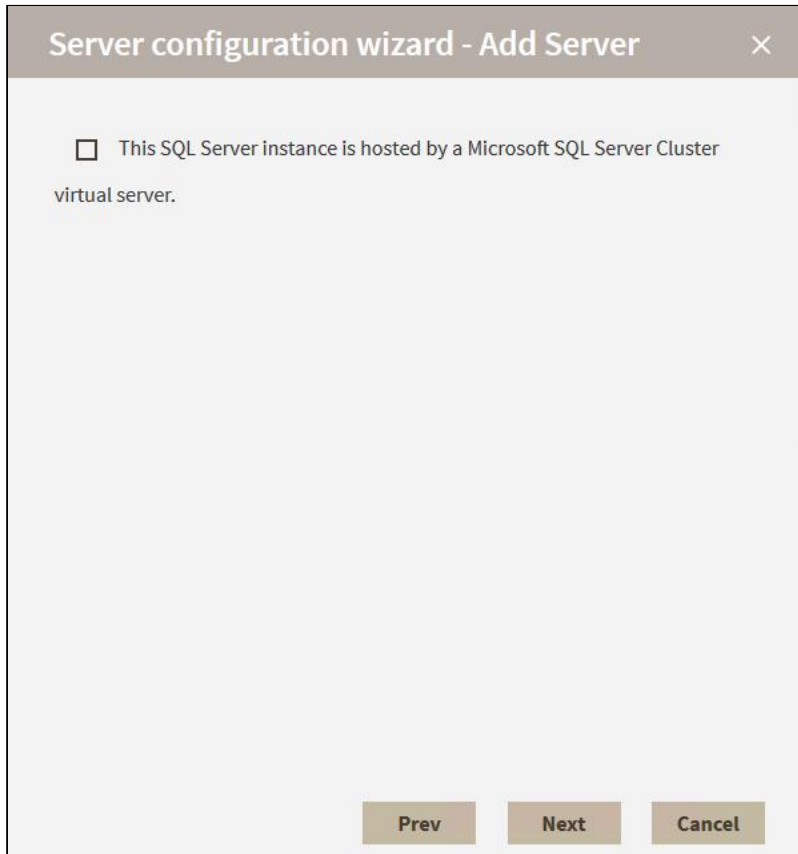 Server configuration wizard - Add Server
This SQL Server instance is hosted by a Microsoft SQL Server Cluster
virtual server.
Prev Next Cancel